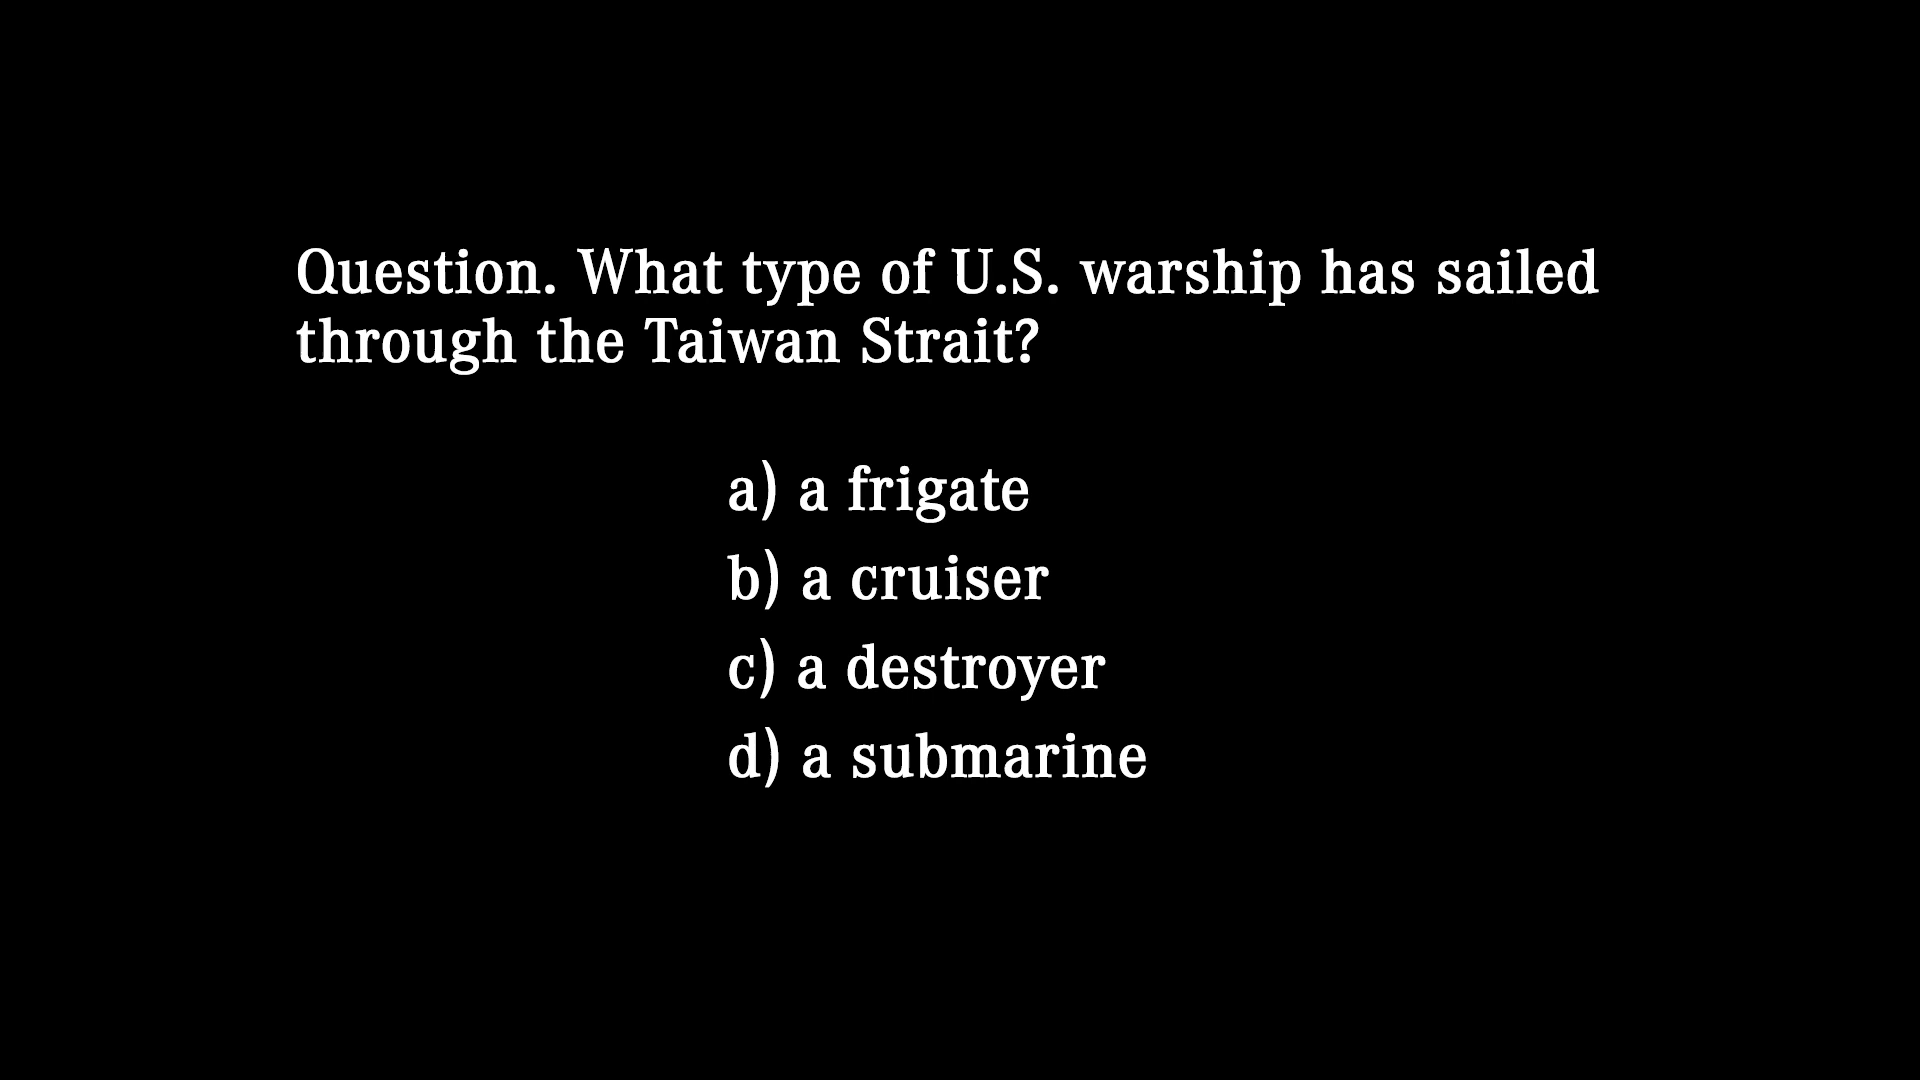 Question. What type of U.S. warship has sailed
through the Taiwan Strait?
a) a frigate
b) a cruiser
c) a destroyer
d) a submarine